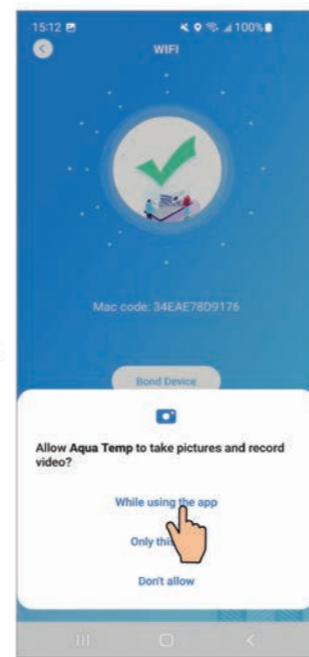 15:12 100%
WIFI
Mac code: 34EAE78D9176
Bond Device
Allow Aqua Temp to take pictures and record
video?
While using the app
Only
Don't allow